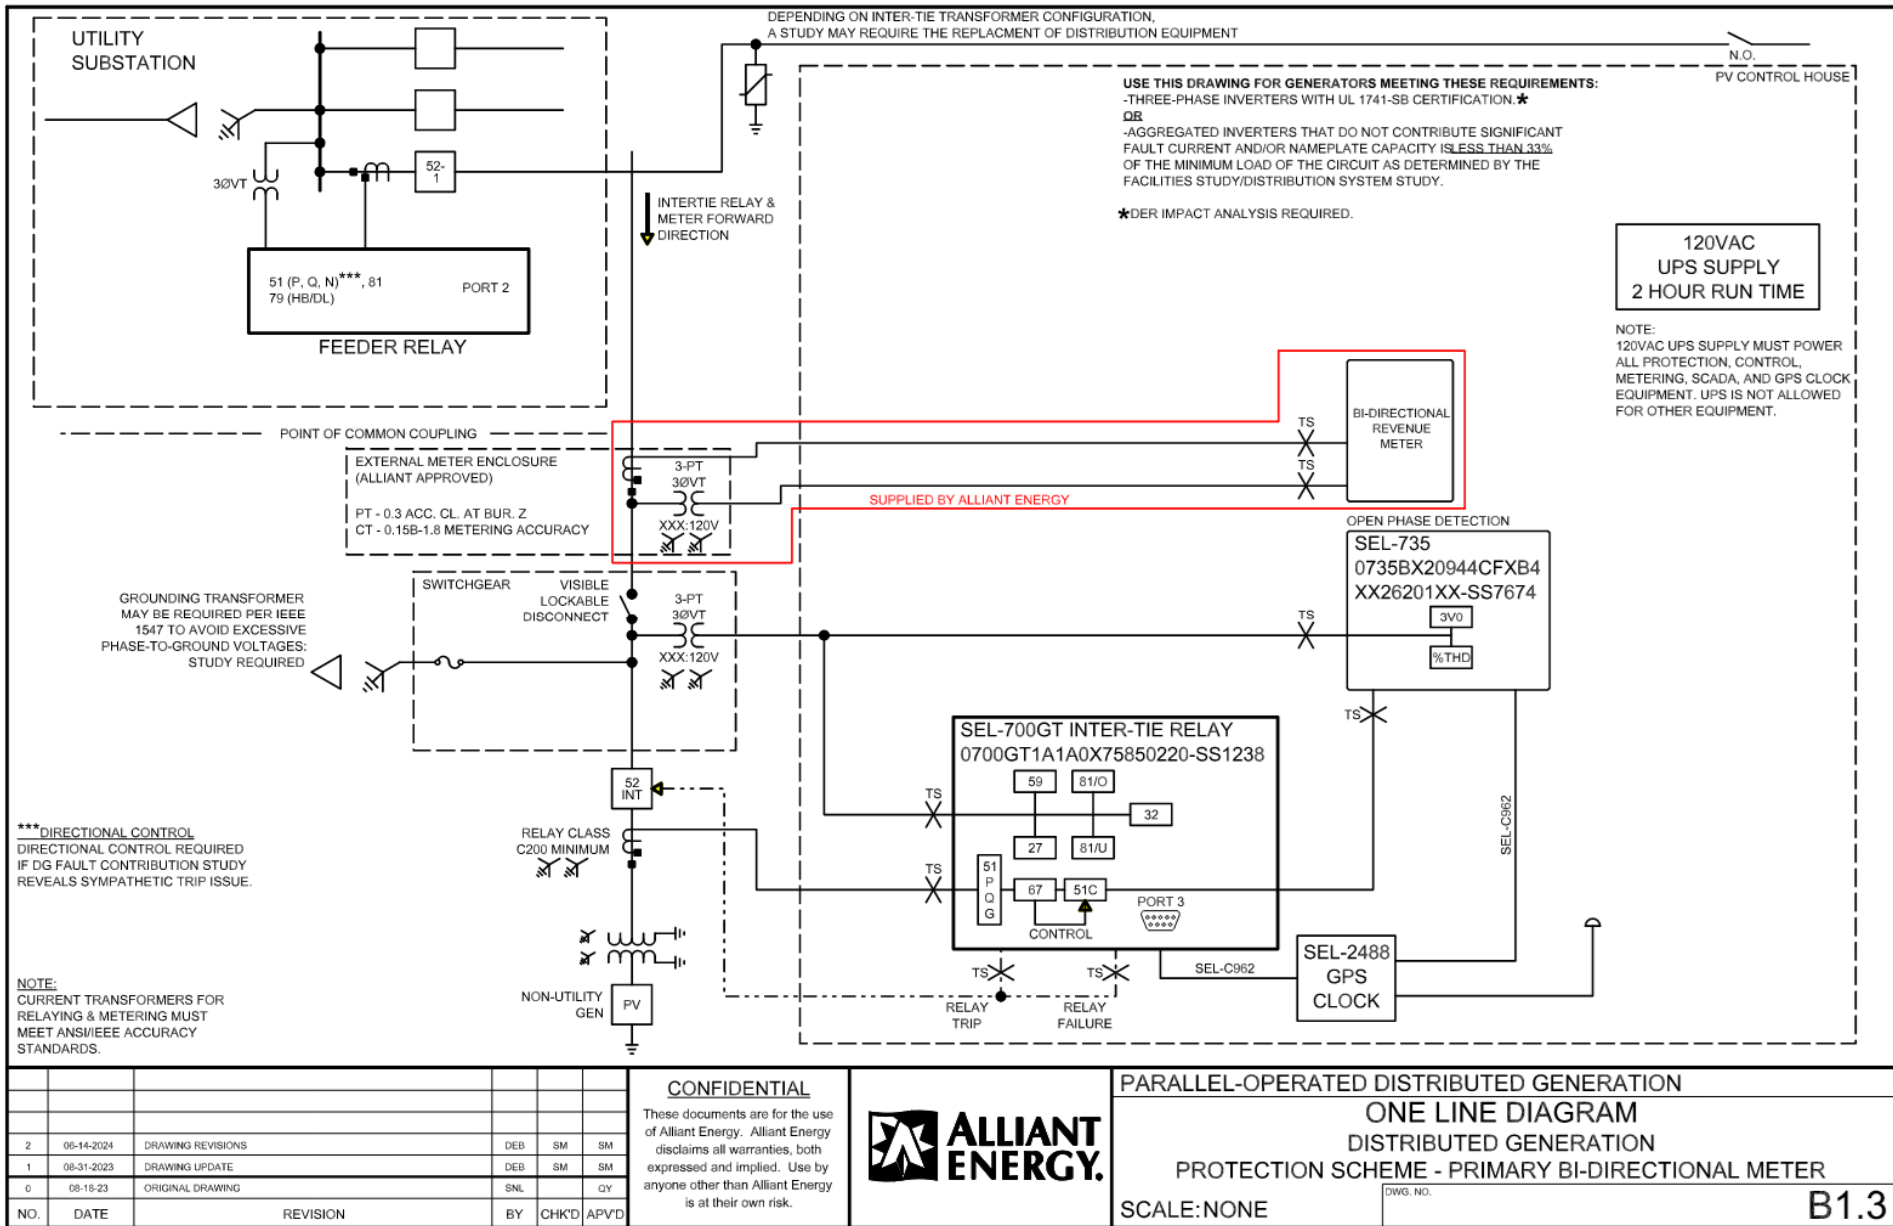 DEPENDING ON INTER-TIE TRANSFORMER CONFIGURATION,
A STUDY MAY REQUIRE THE REPLACMENT OF DISTRIBUTION EQUIPMENT
UTILITY
SUBSTATION
N.O.
PV CONTROL HOUSE
USE THIS DRAWING FOR GENERATORS MEETING THESE REQUIREMENTS:
-THREE-PHASE INVERTERS WITH UL 1741-SB CERTIFICATION.*
OR
-AGGREGATED INVERTERS THAT DO NOT CONTRIBUTE SIGNIFICANT
FAULT CURRENT AND/OR NAMEPLATE CAPACITY IS LESS THAN 33%
OF THE MINIMUM LOAD OF THE CIRCUIT AS DETERMINED BY THE
FACILITIES STUDY/DISTRIBUTION SYSTEM STUDY.
*DER IMPACT ANALYSIS REQUIRED.
3ØVT
52-
1
INTERTIE RELAY &
METER FORWARD
DIRECTION
51 (P, Q, N)***, 81
79 (HB/DL)
PORT 2
FEEDER RELAY
120VAC
UPS SUPPLY
2 HOUR RUN TIME
NOTE:
120VAC UPS SUPPLY MUST POWER
ALL PROTECTION, CONTROL,
METERING, SCADA, AND GPS CLOCK
EQUIPMENT. UPS IS NOT ALLOWED
FOR OTHER EQUIPMENT.
POINT OF COMMON COUPLING
EXTERNAL METER ENCLOSURE
(ALLIANT APPROVED)
PT - 0.3 ACC. CL. AT BUR. Z
CT - 0.15B-1.8 METERING ACCURACY
3-PT
3ØVT
XXX:120V
TS
TS
BI-DIRECTIONAL
REVENUE
METER
SUPPLIED BY ALLIANT ENERGY
OPEN PHASE DETECTION
SEL-735
0735BX20944CFXB4
XX26201XX-SS7674
3V0
%THD
TS
TS
SWITCHGEAR
VISIBLE
LOCKABLE
DISCONNECT
3-PT
3ØVT
XXX:120V
GROUNDING TRANSFORMER
MAY BE REQUIRED PER IEEE
1547 TO AVOID EXCESSIVE
PHASE-TO-GROUND VOLTAGES:
STUDY REQUIRED
SEL-700GT INTER-TIE RELAY
0700GT1A1A0X75850220-SS1238
59
81/O
32
27
81/U
51
P
Q
G
67
51C
CONTROL
PORT 3
TS
TS
52
INT
RELAY CLASS
C200 MINIMUM
***DIRECTIONAL CONTROL
DIRECTIONAL CONTROL REQUIRED
IF DG FAULT CONTRIBUTION STUDY
REVEALS SYMPATHETIC TRIP ISSUE.
SEL-C962
SEL-C962
SEL-2488
GPS
CLOCK
TS
TS
RELAY
TRIP
RELAY
FAILURE
NON-UTILITY
GEN
PV
NOTE:
CURRENT TRANSFORMERS FOR
RELAYING & METERING MUST
MEET ANSI/IEEE ACCURACY
STANDARDS.
2 06-14-2024 DRAWING REVISIONS DEB SM SM
1 08-31-2023 DRAWING UPDATE DEB SM SM
0 08-18-23 ORIGINAL DRAWING SNL QY
NO. DATE REVISION BY CHK'D APV'D
CONFIDENTIAL
These documents are for the use
of Alliant Energy. Alliant Energy
disclaims all warranties, both
expressed and implied. Use by
anyone other than Alliant Energy
is at their own risk.
ALLIANT
ENERGY.
PARALLEL-OPERATED DISTRIBUTED GENERATION
ONE LINE DIAGRAM
DISTRIBUTED GENERATION
PROTECTION SCHEME - PRIMARY BI-DIRECTIONAL METER
SCALE:NONE
DWG. NO.
B1.3